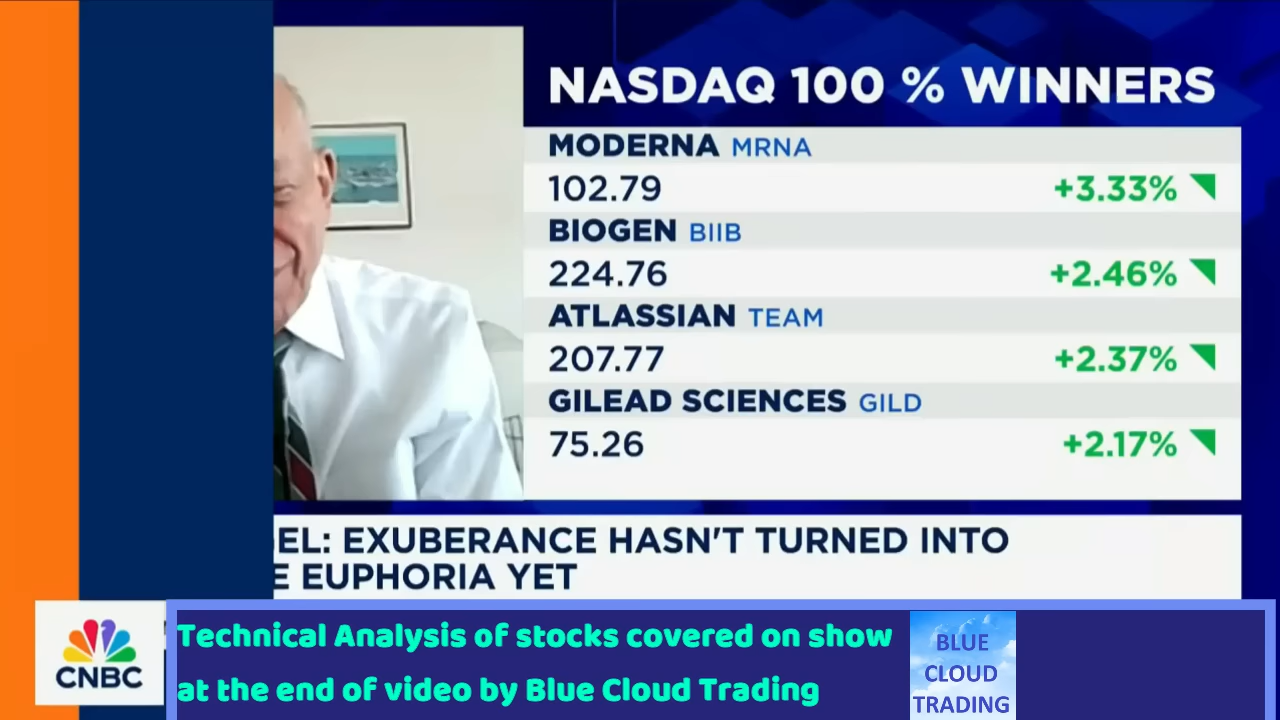 NASDAQ 100 % WINNERS
MODERNA MRNA
102.79 +3.33%
BIOGEN BIIB
224.76 +2.46%
ATLASSIAN TEAM
207.77 +2.37%
GILEAD SCIENCES GILD
75.26 +2.17%
EL: EXUBERANCE HASN'T TURNED INTO
EUPHORIA YET
CNBC
Technical Analysis of stocks covered on show
at the end of video by Blue Cloud Trading
BLUE
CLOUD
TRADING